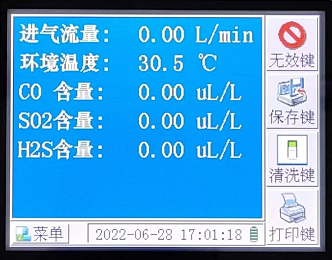 进气流量: 0.00 L/min
环境温度: 30.5 ℃
CO 含量: 0.00 uL/L
SO2含量: 0.00 uL/L
H2S含量: 0.00 uL/L
无效键
保存键
清洗键
打印键
菜单
2022-06-28 17:01:18